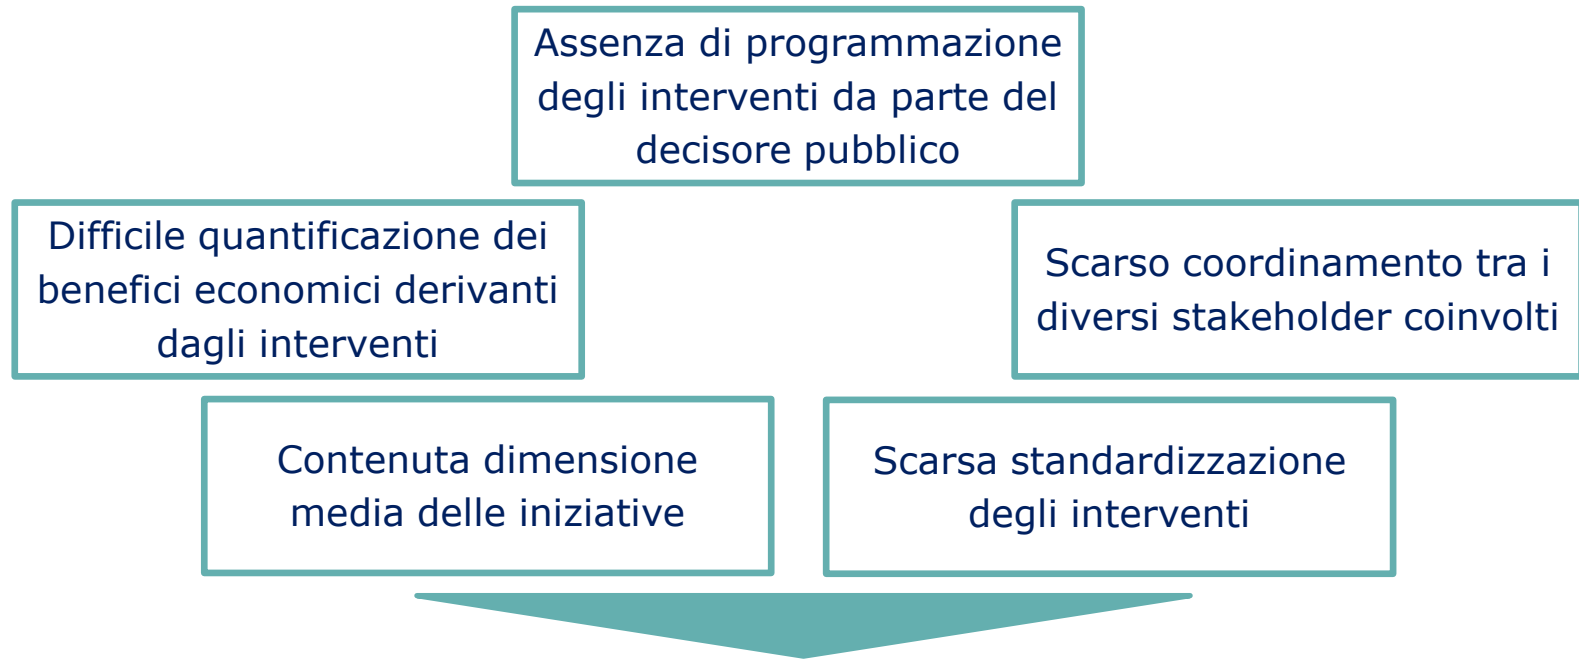 Assenza di programmazione
degli interventi da parte del
decisore pubblico
Difficile quantificazione dei
benefici economici derivanti
dagli interventi
Scarso coordinamento tra i
diversi stakeholder coinvolti
Contenuta dimensione
media delle iniziative
Scarsa standardizzazione
degli interventi